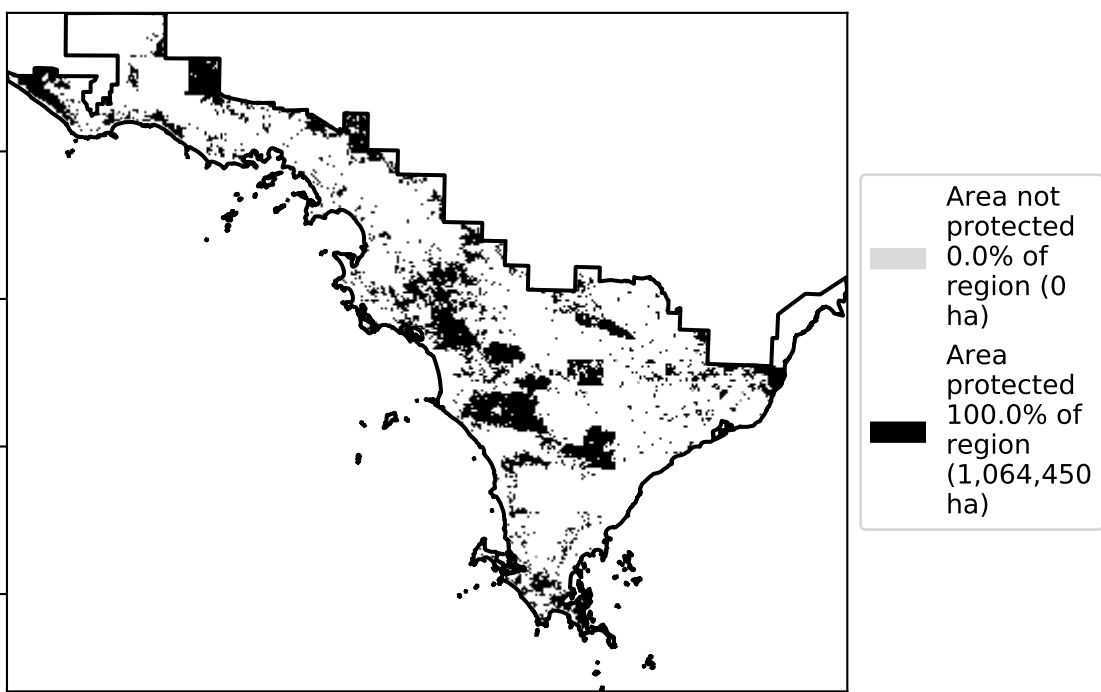 Area not
protected
0.0% of
region (0
ha)
Area
protected
100.0% of
region
(1,064,450
ha)